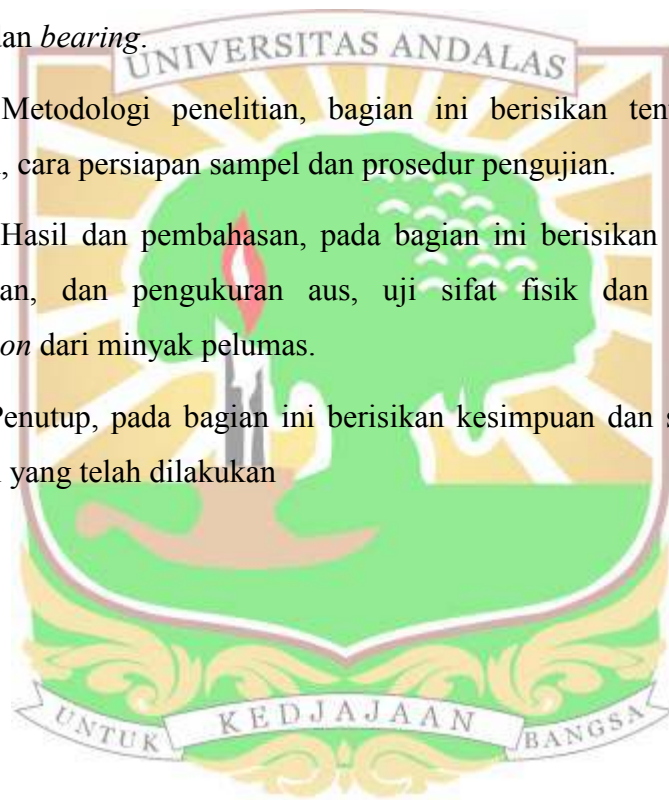 dan bearing.
UNIVERSITAS ANDALAS
Metodologi penelitian, bagian ini berisikan ten
, cara persiapan sampel dan prosedur pengujian.
Hasil dan pembahasan, pada bagian ini berisikan
an, dan pengukuran aus, uji sifat fisik dan
on dari minyak pelumas.
Penutup, pada bagian ini berisikan kesimpuan dan s
yang telah dilakukan
UNTUK KEDJAJAAN BANGSA